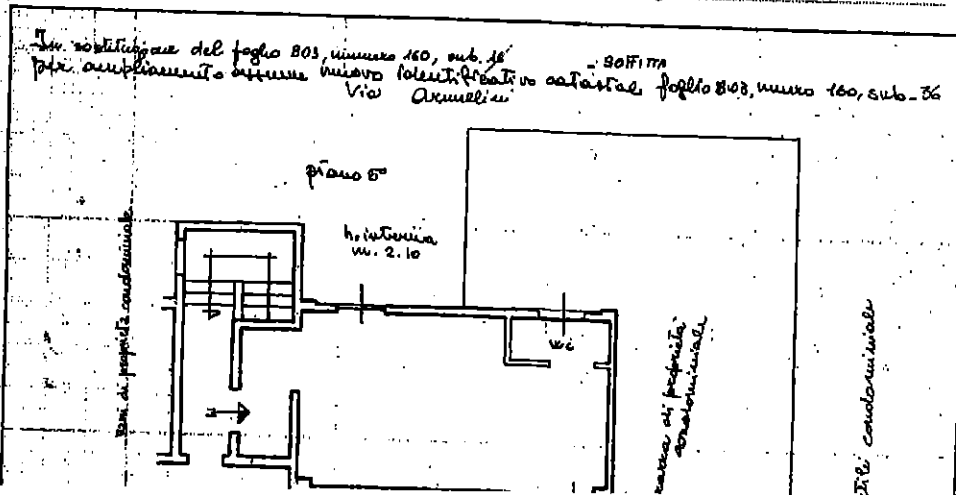 In sostituzione del foglio 803, numero 160, sub. 16
- SOFFITTA
per ampliamento assume nuovo identificativo catastale foglio 803, numero 160, sub-36
Via
piano 5°
h. interna
m. 2.10
Vani di proprietà condominiale
wc
di proprietà
condominiale
condominiale